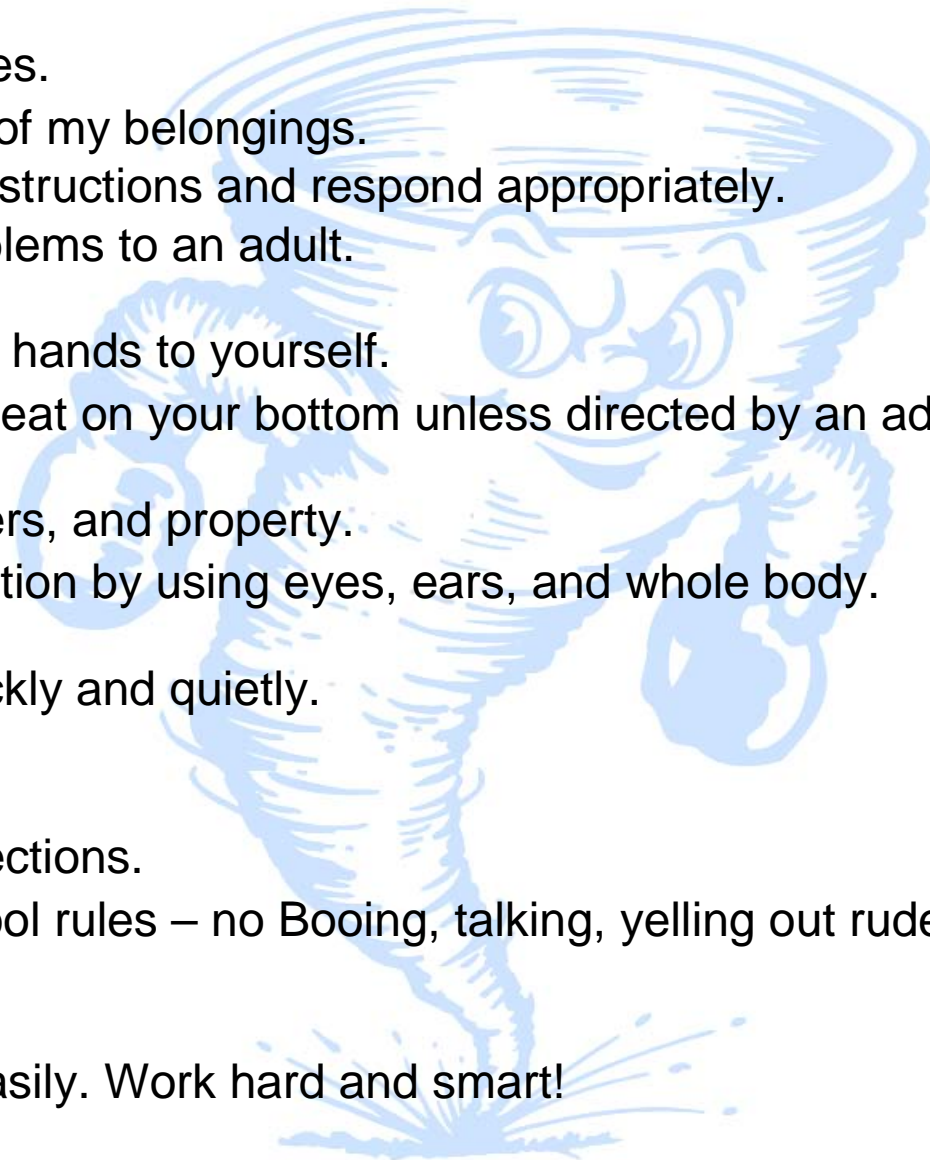 es.
of my belongings.
structions and respond appropriately.
lems to an adult.
hands to yourself.
eat on your bottom unless directed by an ad
ers, and property.
tion by using eyes, ears, and whole body.
ckly and quietly.
ections.
ool rules – no Booing, talking, yelling out rude
asily. Work hard and smart!